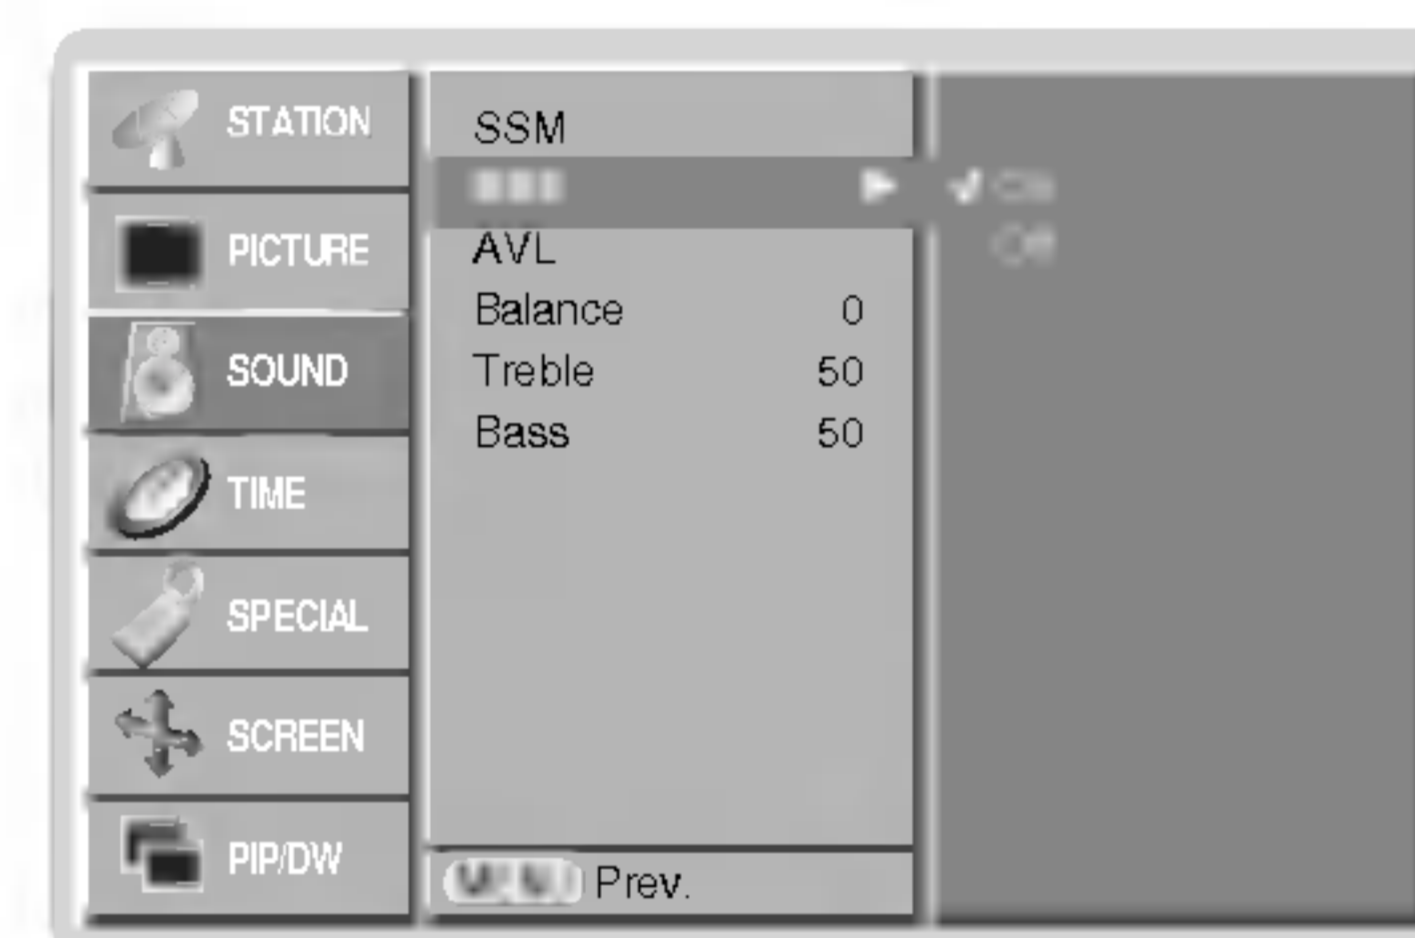 STATION
PICTURE
SOUND
TIME
SPECIAL
SCREEN
PIP/DW
SSM
AVL
Balance 0
Treble 50
Bass 50
Prev.